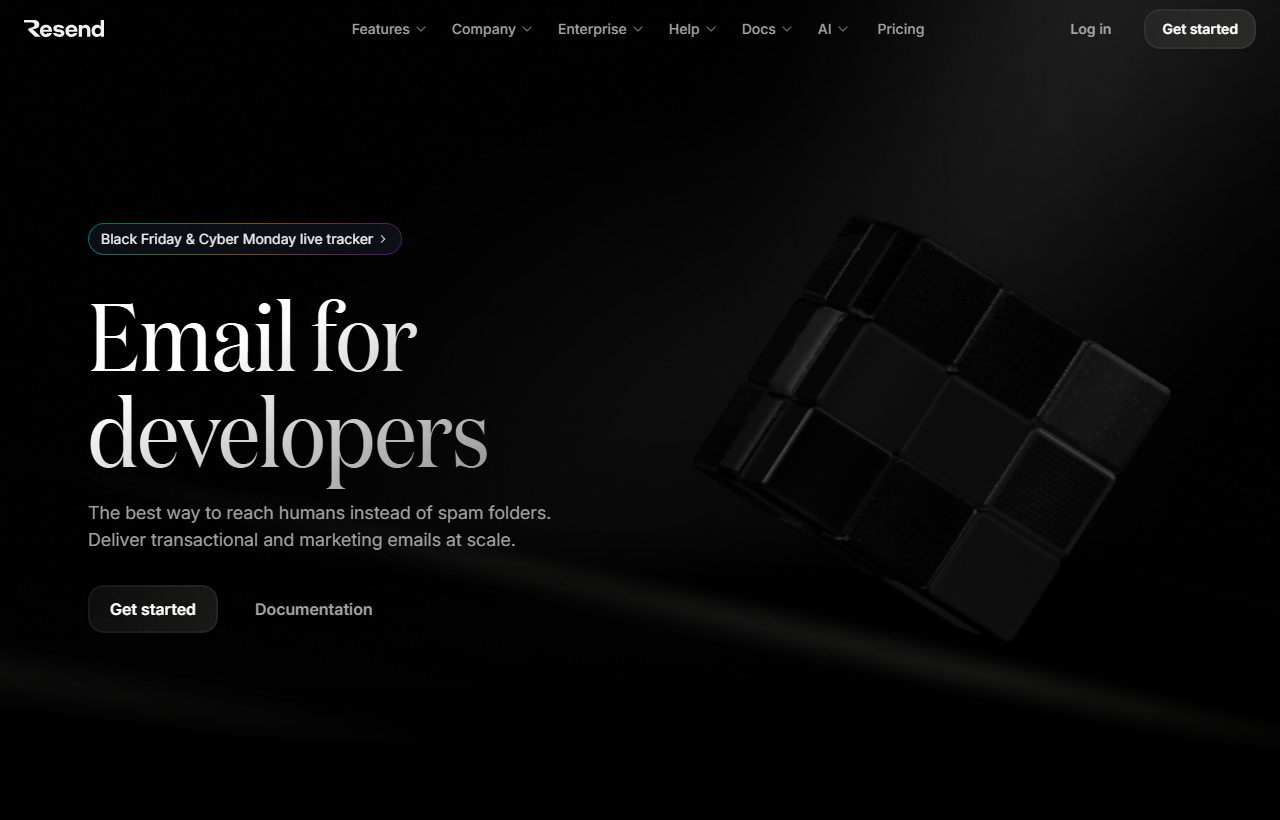 Resend
Features
Company
Enterprise
Help
Docs
AI
Pricing
Log in
Get started
Black Friday & Cyber Monday live tracker
Email for
developers
The best way to reach humans instead of spam folders.
Deliver transactional and marketing emails at scale.
Get started
Documentation